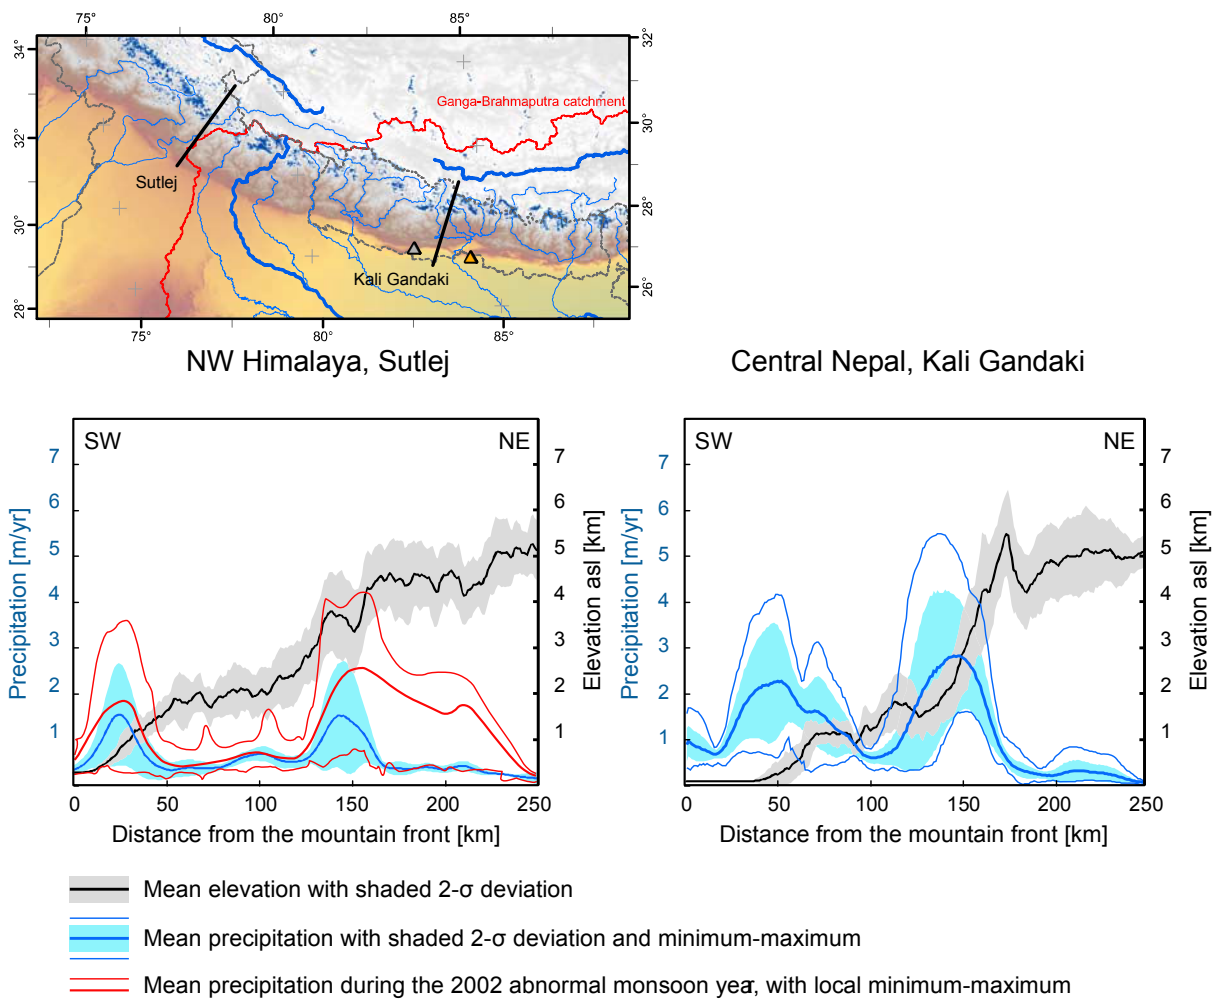 75° 80° 85°
34° 32°
Ganga-Brahmaputra catchment
32° 30°
Sutlej
30° 28°
Kali Gandaki
28° 26°
75° 80° 85°
NW Himalaya, Sutlej
Central Nepal, Kali Gandaki
SW NE
7 7
6 6
5 5
4 4
3 3
2 2
1 1
Precipitation [m/yr]
Elevation asl [km]
0 50 100 150 200 250
Distance from the mountain front [km]
SW NE
7 7
6 6
5 5
4 4
3 3
2 2
1 1
Precipitation [m/yr]
Elevation asl [km]
0 50 100 150 200 250
Distance from the mountain front [km]
Mean elevation with shaded 2-σ deviation
Mean precipitation with shaded 2-σ deviation and minimum-maximum
Mean precipitation during the 2002 abnormal monsoon year, with local minimum-maximum